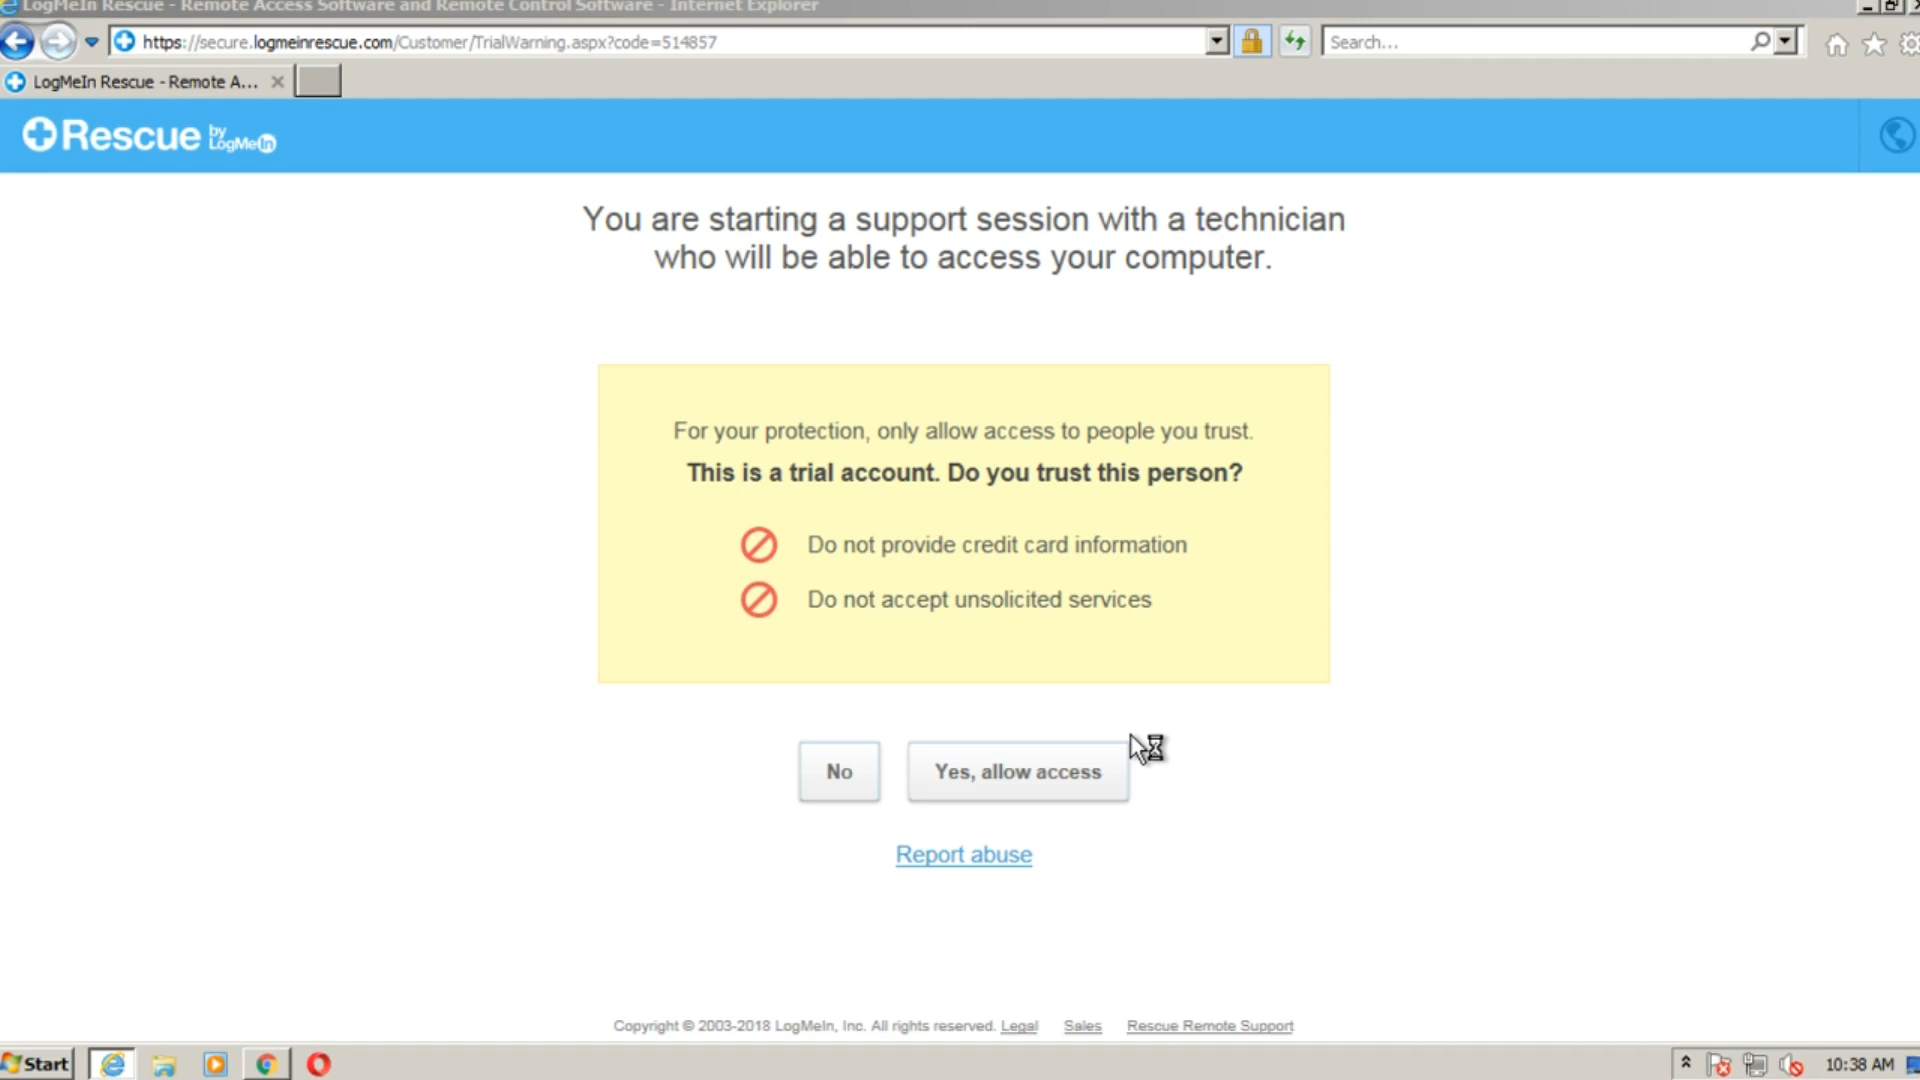 LogMeIn Rescue - Remote Access Software and Remote Control Software - Internet Explorer
https://secure.logmeinrescue.com/Customer/TrialWarning.aspx?code=514857
Search...
LogMeIn Rescue - Remote A...
Rescue by LogMeIn
You are starting a support session with a technician
who will be able to access your computer.
For your protection, only allow access to people you trust.
This is a trial account. Do you trust this person?
Do not provide credit card information
Do not accept unsolicited services
No
Yes, allow access
Report abuse
Copyright © 2003-2018 LogMeIn, Inc. All rights reserved. Legal Sales Rescue Remote Support
Start
10:38 AM